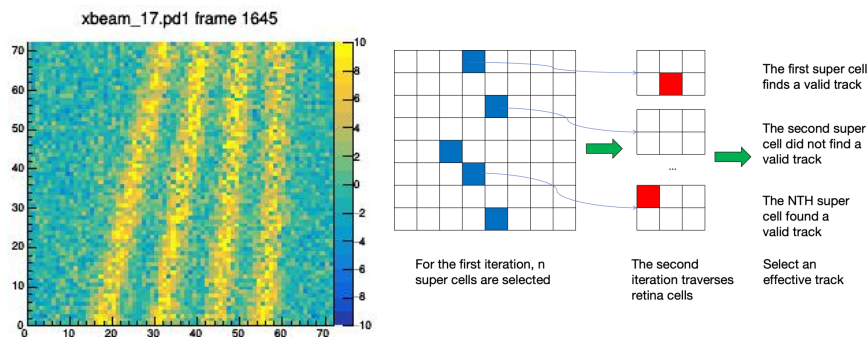 xbeam_17.pd1 frame 1645
70
60
50
40
30
20
10
0
0
10
20
30
40
50
60
70
10
8
6
4
2
0
-2
-4
-6
-8
-10
For the first iteration, n
super cells are selected
...
The second
iteration traverses
retina cells
The first super cell
finds a valid track
The second super
cell did not find a
valid track
The NTH super
cell found a
valid track
Select an
effective track